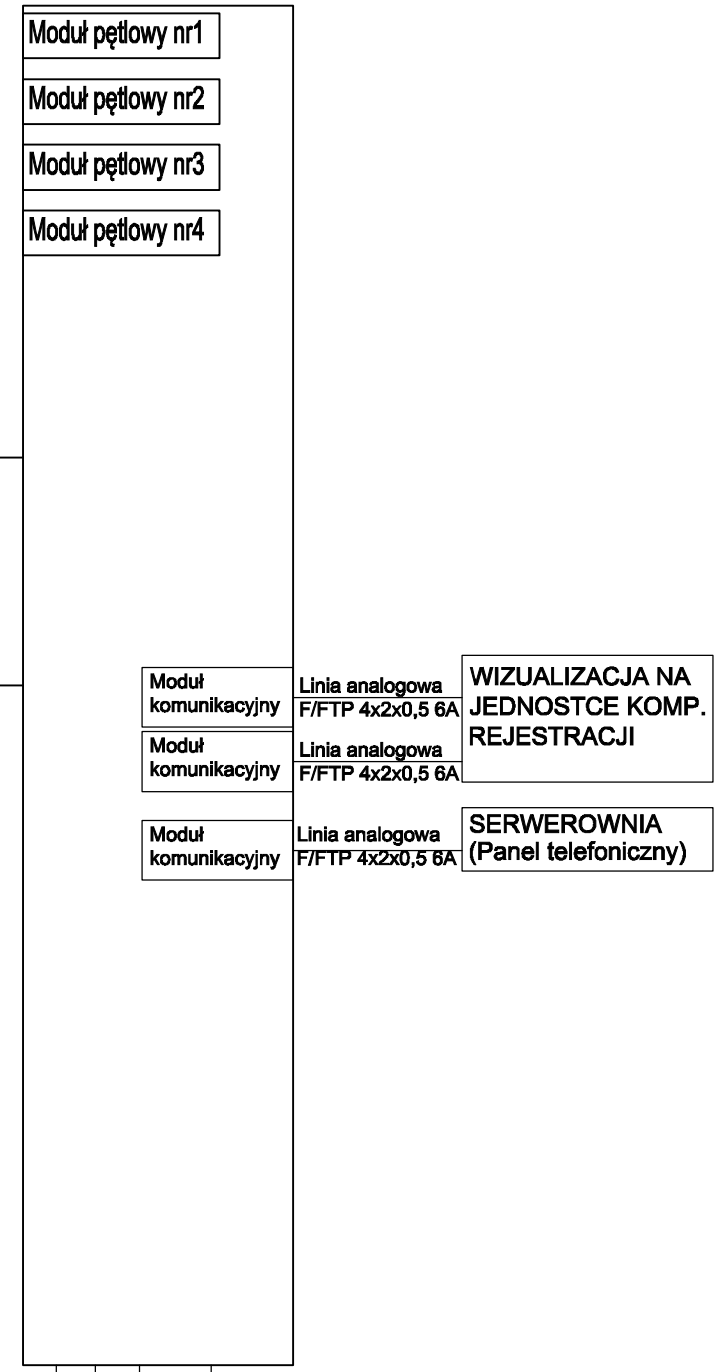 Moduł pętlowy nr1
Moduł pętlowy nr2
Moduł pętlowy nr3
Moduł pętlowy nr4
Moduł
komunikacyjny
Linia analogowa
F/FTP 4x2x0,5 6A
WIZUALIZACJA NA
JEDNOSTCE KOMP.
REJESTRACJI
Moduł
komunikacyjny
Linia analogowa
F/FTP 4x2x0,5 6A
Moduł
komunikacyjny
Linia analogowa
F/FTP 4x2x0,5 6A
SERWEROWNIA
(Panel telefoniczny)